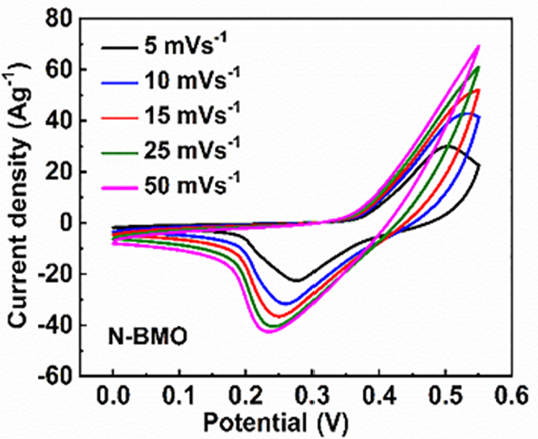 80
60
40
20
0
-20
-40
-60
Current density (Ag⁻¹)
5 mVs⁻¹
10 mVs⁻¹
15 mVs⁻¹
25 mVs⁻¹
50 mVs⁻¹
N-BMO
0.0 0.1 0.2 0.3 0.4 0.5 0.6
Potential (V)